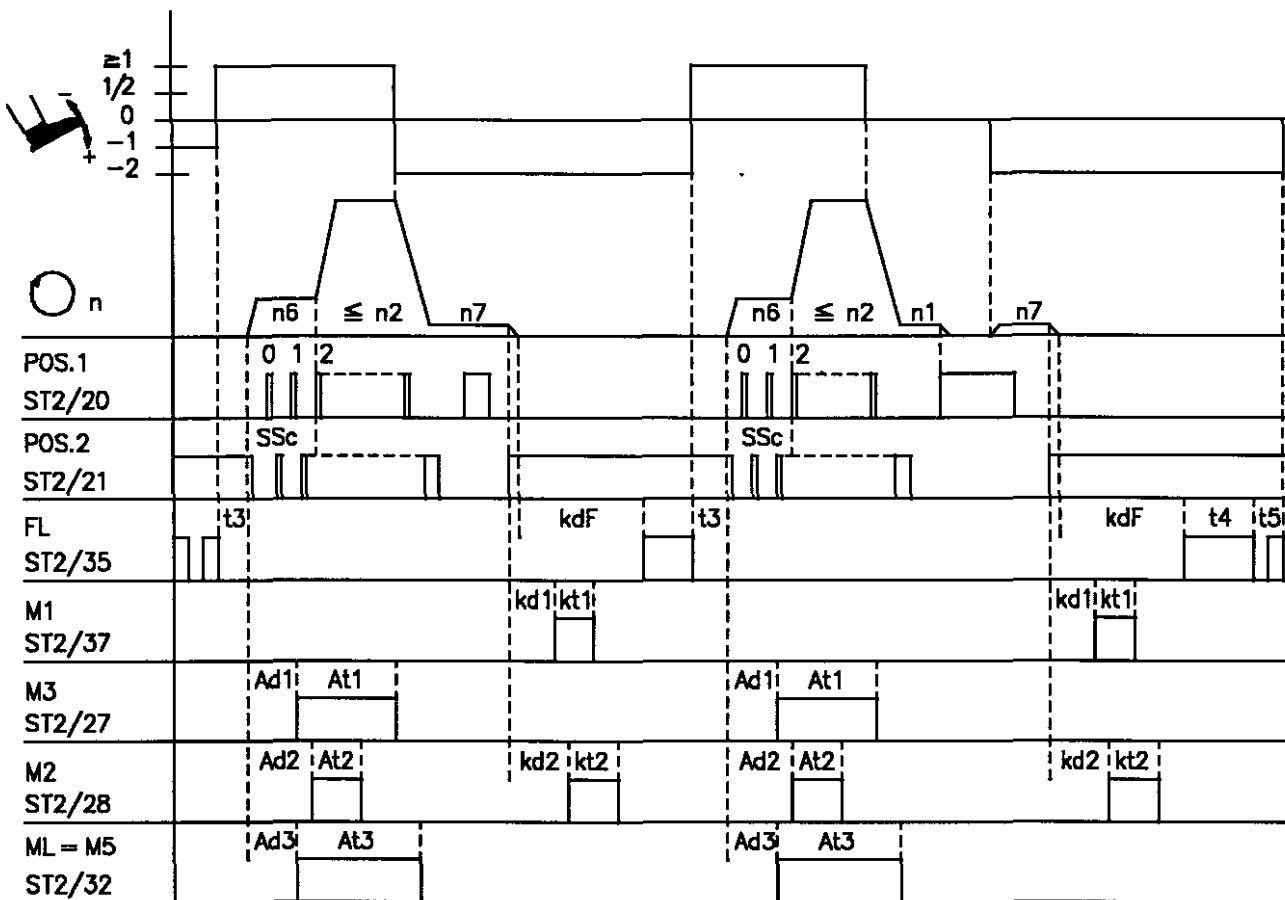 ≥1
1/2
0
-1
-2
− +
n
n6 ≦ n2 n7 n6 ≦ n2 n1 n7
POS.1 0 1 2 0 1 2
ST2/20
POS.2 SSc SSc
ST2/21
FL t3 kdF t3 kdF t4 t5
ST2/35
M1 kd1 kt1 kd1 kt1
ST2/37
M3 Ad1 At1 Ad1 At1
ST2/27
M2 Ad2 At2 kd2 kt2 Ad2 At2 kd2 kt2
ST2/28
ML = M5 Ad3 At3 Ad3 At3
ST2/32